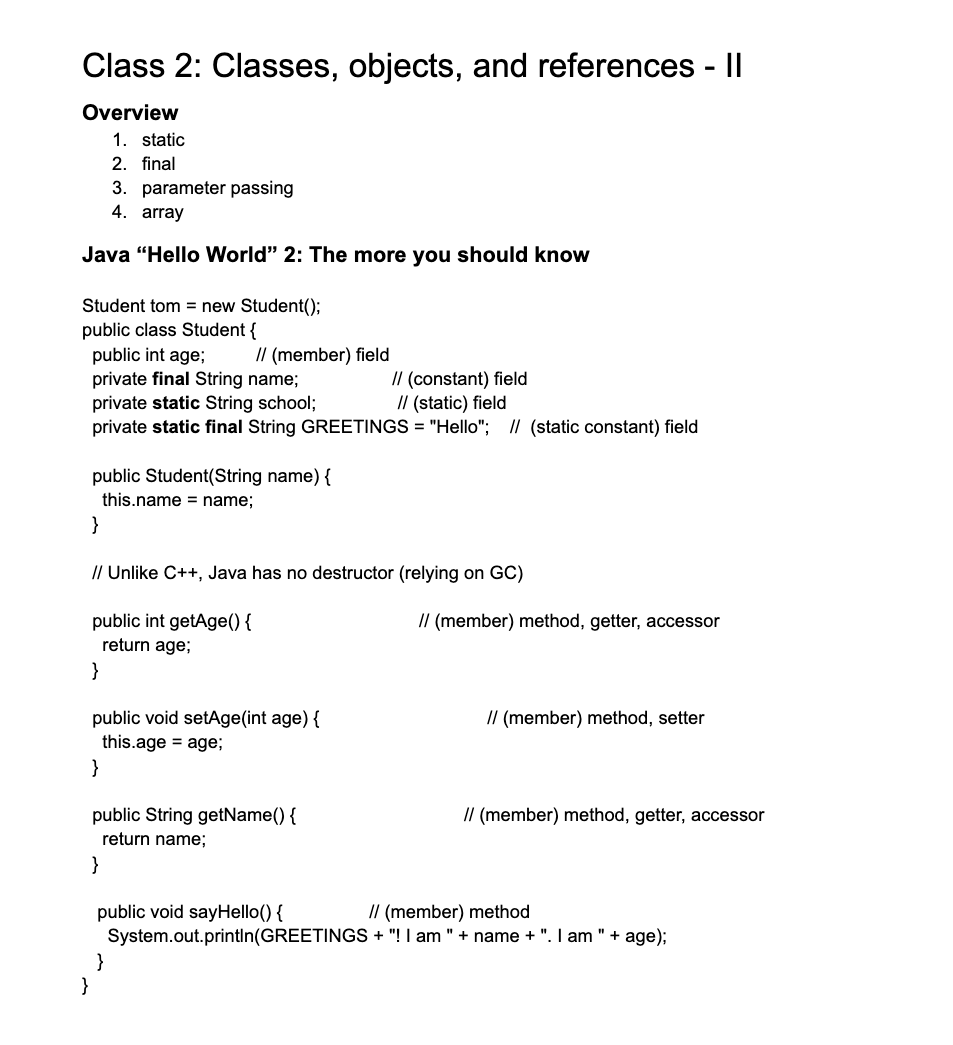 Class 2: Classes, objects, and references - II
Overview
1. static
2. final
3. parameter passing
4. array
Java “Hello World” 2: The more you should know
Student tom = new Student();
public class Student {
public int age; // (member) field
private final String name; // (constant) field
private static String school; // (static) field
private static final String GREETINGS = "Hello"; // (static constant) field
public Student(String name) {
this.name = name;
}
// Unlike C++, Java has no destructor (relying on GC)
public int getAge() { // (member) method, getter, accessor
return age;
}
public void setAge(int age) { // (member) method, setter
this.age = age;
}
public String getName() { // (member) method, getter, accessor
return name;
}
public void sayHello() { // (member) method
System.out.println(GREETINGS + "! I am " + name + ". I am " + age);
}
}